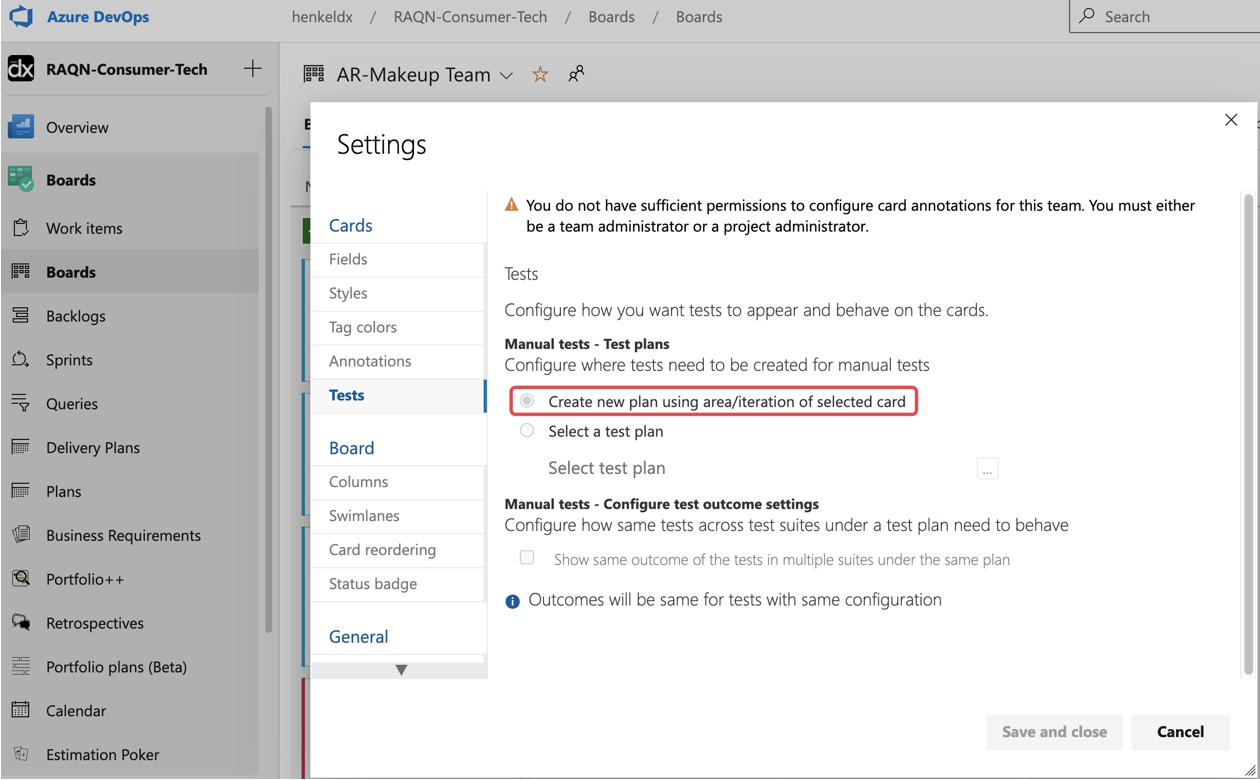 Azure DevOps
henkeldx / RAQN-Consumer-Tech / Boards / Boards
Search
dx RAQN-Consumer-Tech
AR-Makeup Team
Overview
Boards
Work items
Boards
Backlogs
Sprints
Queries
Delivery Plans
Plans
Business Requirements
Portfolio++
Retrospectives
Portfolio plans (Beta)
Calendar
Estimation Poker
Settings
Cards
Fields
Styles
Tag colors
Annotations
Tests
Board
Columns
Swimlanes
Card reordering
Status badge
General
You do not have sufficient permissions to configure card annotations for this team. You must either
be a team administrator or a project administrator.
Tests
Configure how you want tests to appear and behave on the cards.
Manual tests - Test plans
Configure where tests need to be created for manual tests
Create new plan using area/iteration of selected card
Select a test plan
Select test plan
...
Manual tests - Configure test outcome settings
Configure how same tests across test suites under a test plan need to behave
Show same outcome of the tests in multiple suites under the same plan
Outcomes will be same for tests with same configuration
Save and close
Cancel